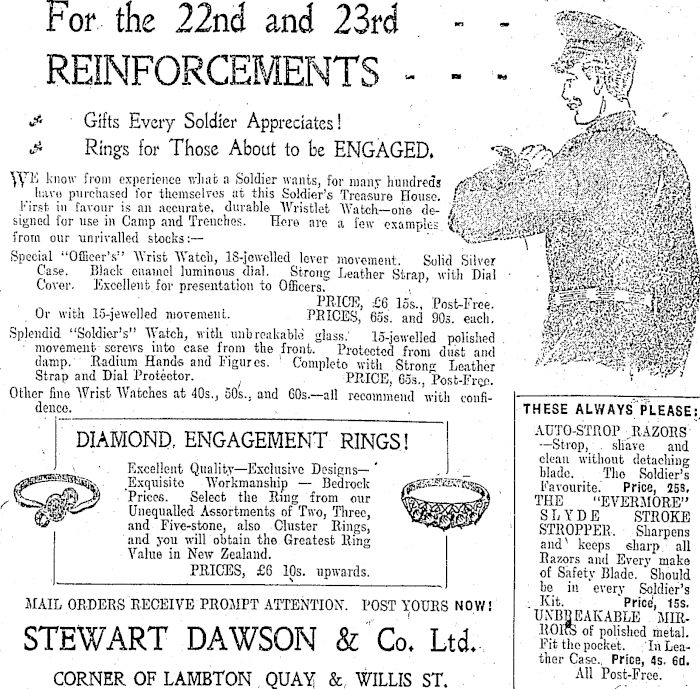 For the 22nd and 23rd - -
REINFORCEMENTS - - -
Gifts Every Soldier Appreciates!
Rings for Those About to be ENGAGED.
WE know from experience what a Soldier wants, for many hundreds
have purchased for themselves at this Soldier's Treasure House.
First in favour is an accurate, durable Wristlet Watch—one de-
signed for use in Camp and Trenches. Here are a few examples
from our unrivalled stocks:—
Special "Officer's" Wrist Watch, 18-jewelled lever movement. Solid Silver
Case. Black enamel luminous dial. Strong Leather Strap, with Dial
Cover. Excellent for presentation to Officers.
PRICE, £6 15s., Post-Free.
Or with 15-jewelled movement. PRICES, 65s. and 90s. each.
Splendid "Soldier's" Watch, with unbreakable glass. 15-jewelled polished
movement screws into case from the front. Protected from dust and
damp. Radium Hands and Figures. Complete with Strong Leather
Strap and Dial Protector. PRICE, 65s., Post-Free.
Other fine Wrist Watches at 40s., 50s., and 60s.—all recommend with confi-
dence.
DIAMOND ENGAGEMENT RINGS!
Excellent Quality—Exclusive Designs—
Exquisite Workmanship — Bedrock
Prices. Select the Ring from our
Unequalled Assortments of Two, Three,
and Five-stone, also Cluster Rings,
and you will obtain the Greatest Ring
Value in New Zealand.
PRICES, £6 10s. upwards.
MAIL ORDERS RECEIVE PROMPT ATTENTION. POST YOURS NOW!
STEWART DAWSON & Co. Ltd.
CORNER OF LAMBTON QUAY & WILLIS ST.
THESE ALWAYS PLEASE:
AUTO-STROP RAZORS
—Strop, shave and
clean without detaching
blade. The Soldier's
Favourite. Price, 25s.
THE "EVERMORE"
SLYDE STROKE
STROPPER. Sharpens
and keeps sharp all
Razors and Every make
of Safety Blade. Should
be in every Soldier's
Kit. Price, 15s.
UNBREAKABLE MIR-
RORS of polished metal.
Fit the pocket. In Lea-
ther Case. Price, 4s. 6d.
All Post-Free.